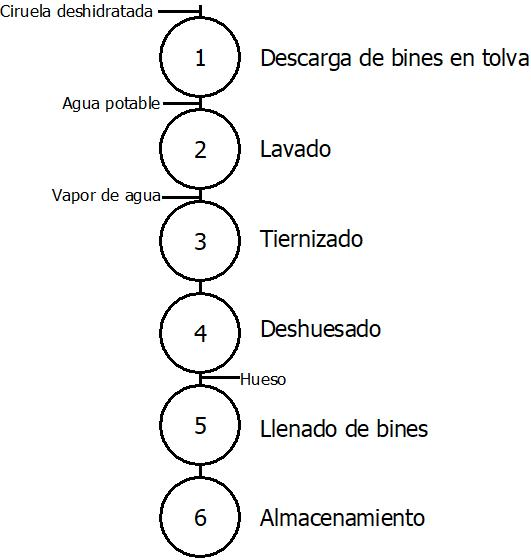 Ciruela deshidratada
1 Descarga de bines en tolva
Agua potable
2 Lavado
Vapor de agua
3 Tiernizado
4 Deshuesado
Hueso
5 Llenado de bines
6 Almacenamiento